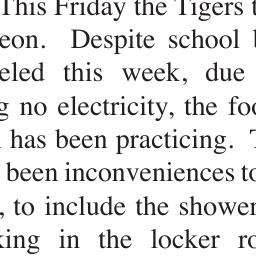 This Friday the Tigers t
eon. Despite school b
eled this week, due
g no electricity, the foo
has been practicing. T
been inconveniences to
, to include the shower
king in the locker ro